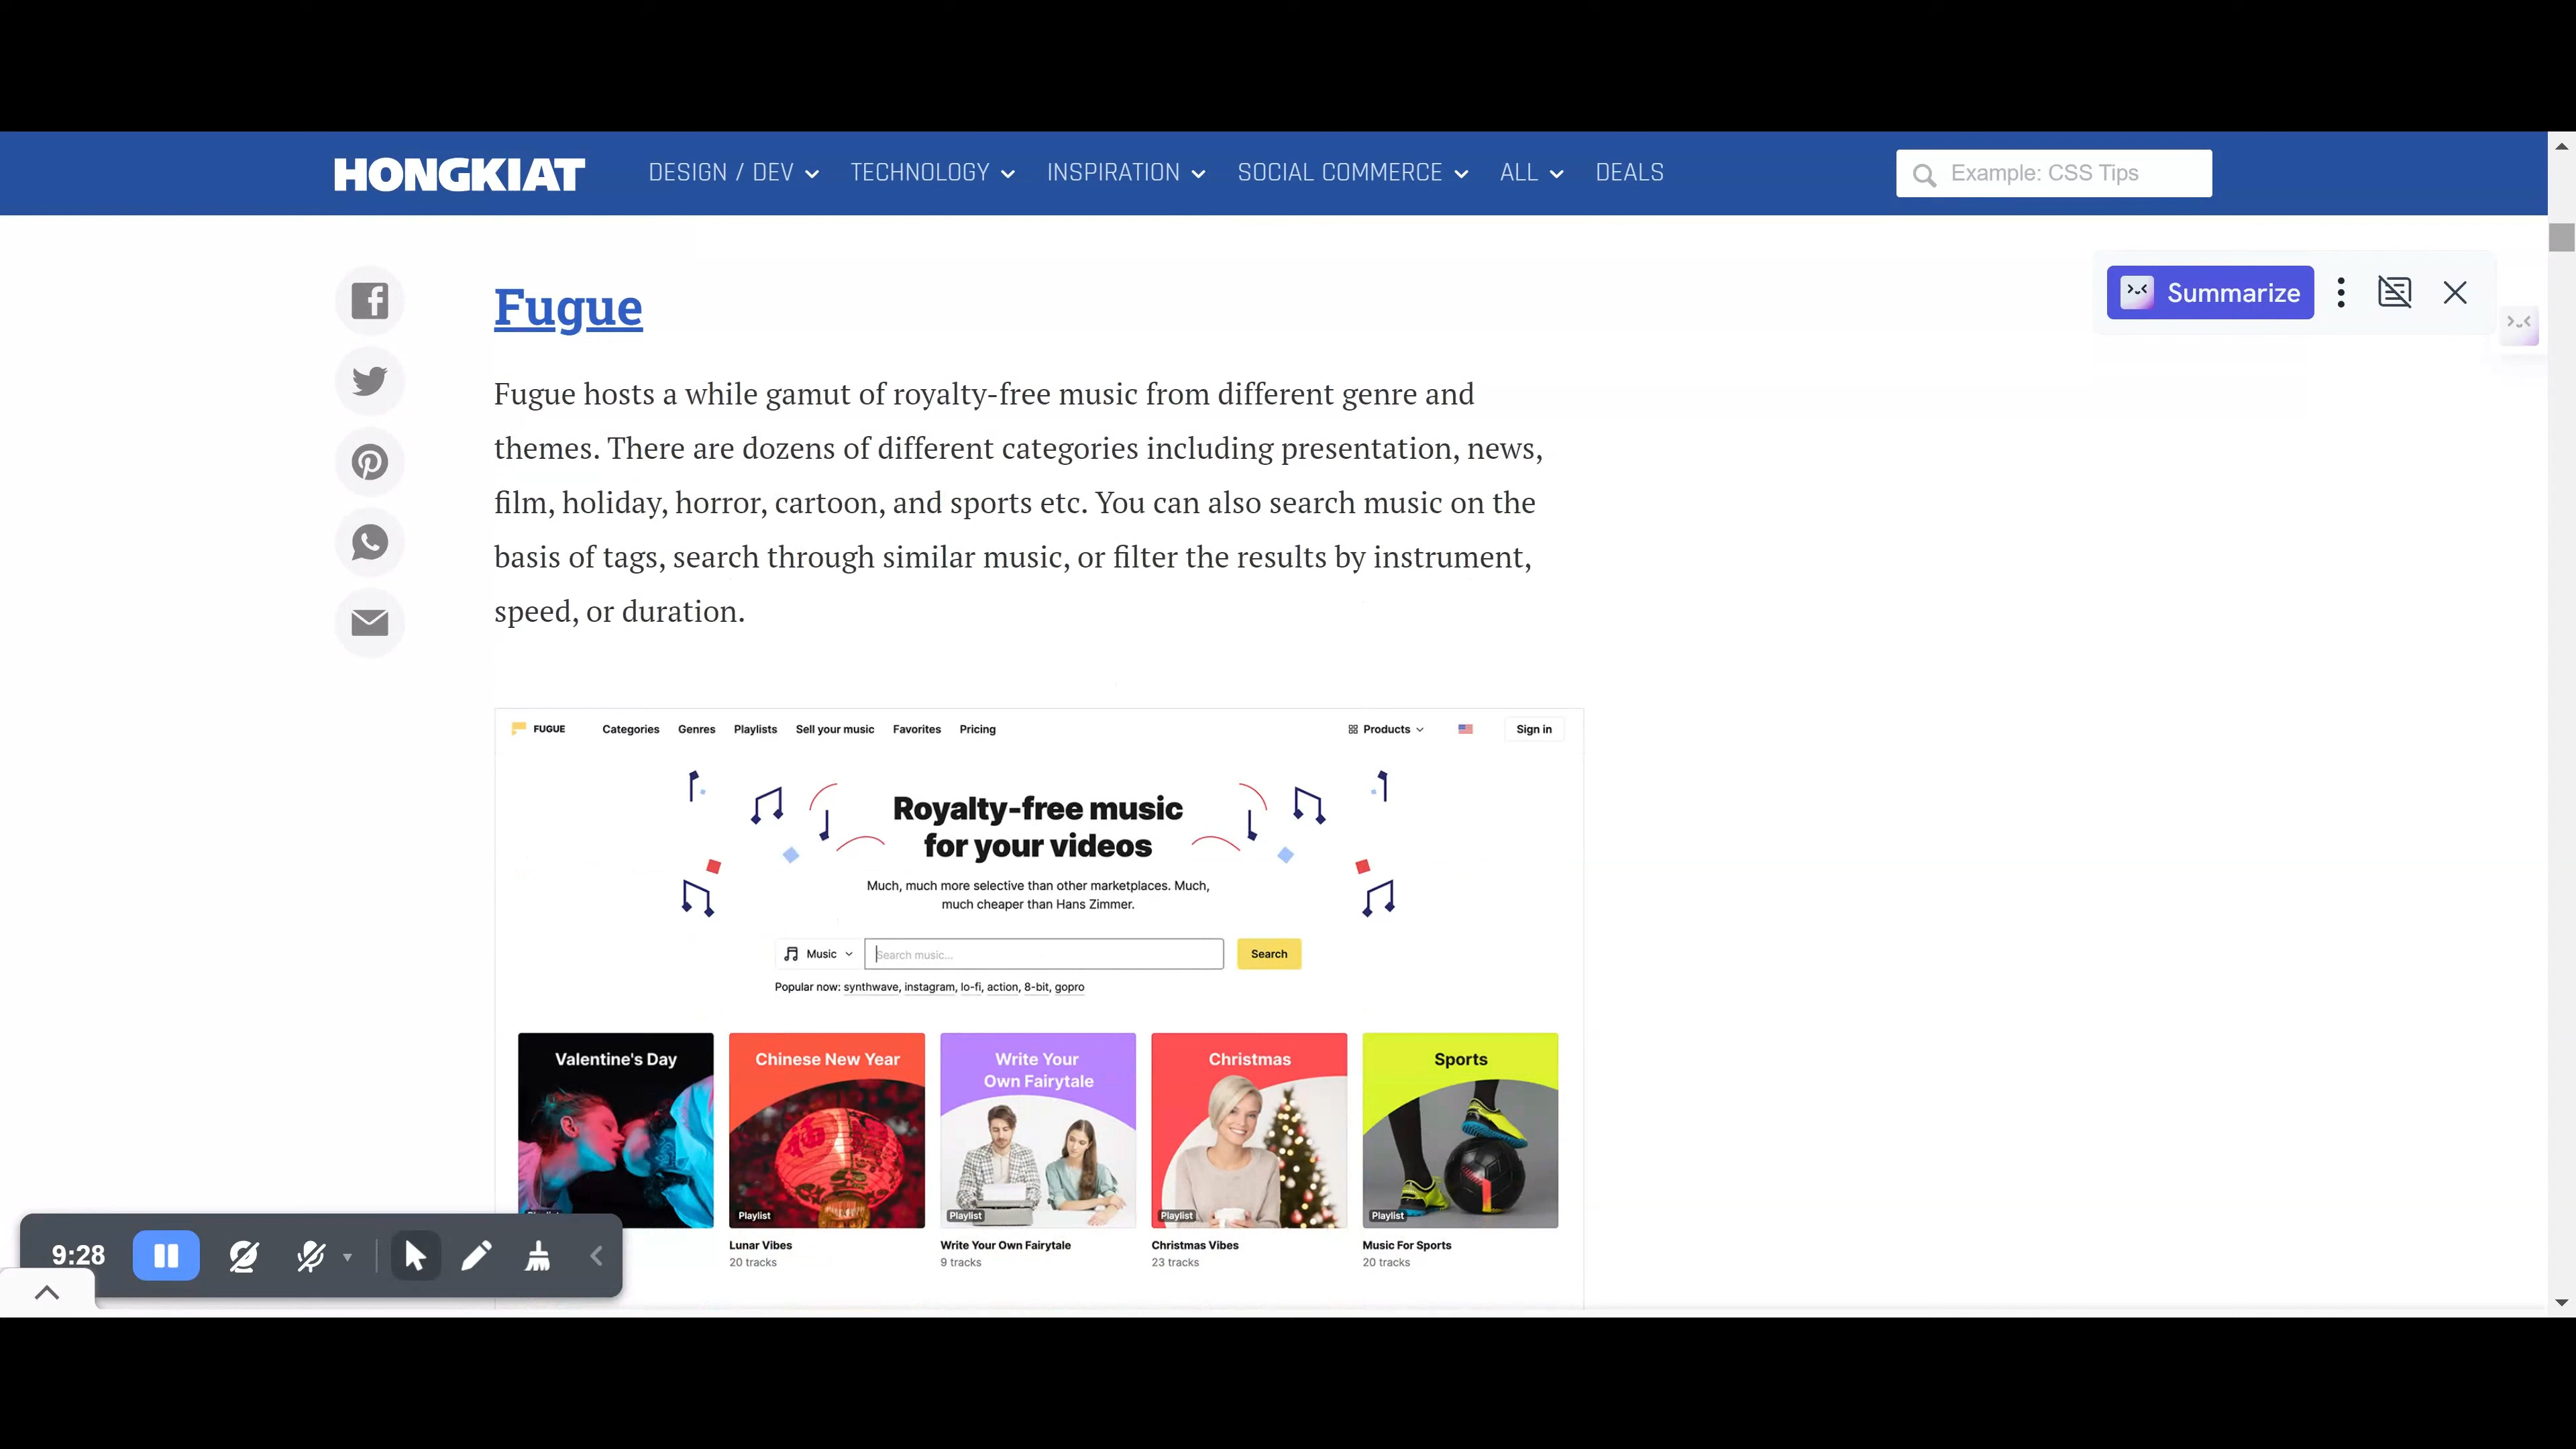 HONGKIAT
DESIGN / DEV
TECHNOLOGY
INSPIRATION
SOCIAL COMMERCE
ALL
DEALS
Example: CSS Tips
Summarize
Fugue
Fugue hosts a while gamut of royalty-free music from different genre and
themes. There are dozens of different categories including presentation, news,
film, holiday, horror, cartoon, and sports etc. You can also search music on the
basis of tags, search through similar music, or filter the results by instrument,
speed, or duration.
FUGUE
Categories
Genres
Playlists
Sell your music
Favorites
Pricing
Products
Sign in
Royalty-free music
for your videos
Much, much more selective than other marketplaces. Much,
much cheaper than Hans Zimmer.
Music
Search music...
Search
Popular now: synthwave, instagram, lo-fi, action, 8-bit, gopro
Valentine's Day
Chinese New Year
Write Your
Own Fairytale
Christmas
Sports
Playlist
Playlist
Playlist
Playlist
Lunar Vibes
20 tracks
Write Your Own Fairytale
9 tracks
Christmas Vibes
23 tracks
Music For Sports
20 tracks
9:28